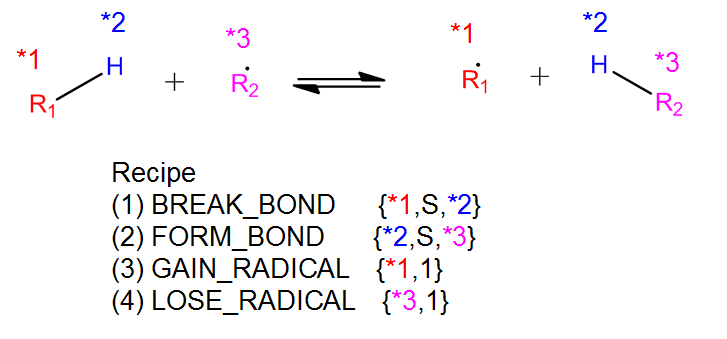 *1 *2 *3 *1 *2 *3
R1 H + R2 R1 + H R2
Recipe
(1) BREAK_BOND {*1,S,*2}
(2) FORM_BOND {*2,S,*3}
(3) GAIN_RADICAL {*1,1}
(4) LOSE_RADICAL {*3,1}